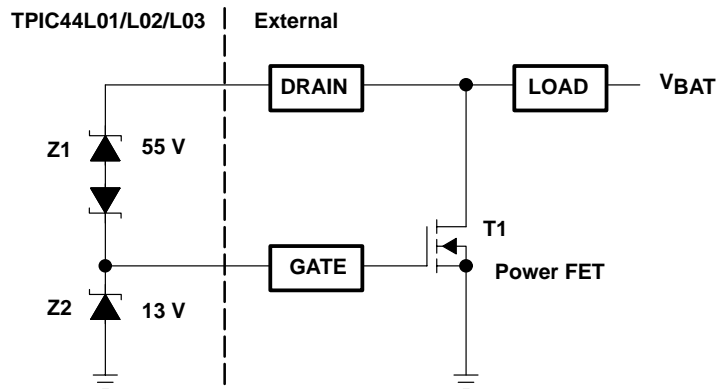 TPIC44L01/L02/L03
External
DRAIN
LOAD
VBAT
Z1
55 V
T1
GATE
Power FET
Z2
13 V